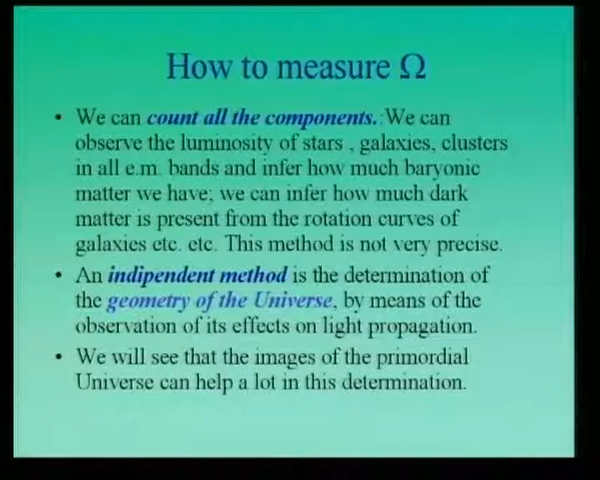 How to measure Ω
• We can count all the components. We can
observe the luminosity of stars , galaxies, clusters
in all e.m. bands and infer how much baryonic
matter we have; we can infer how much dark
matter is present from the rotation curves of
galaxies etc. etc. This method is not very precise.
• An indipendent method is the determination of
the geometry of the Universe, by means of the
observation of its effects on light propagation.
• We will see that the images of the primordial
Universe can help a lot in this determination.